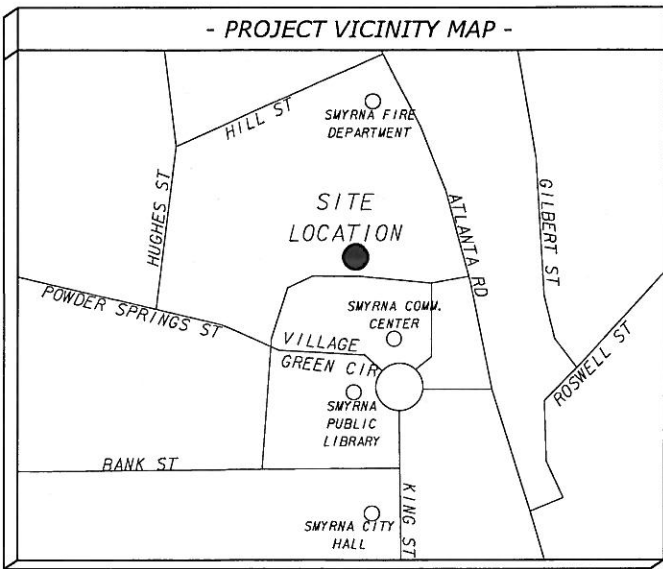 - PROJECT VICINITY MAP -
HILL ST
SMYRNA FIRE
DEPARTMENT
HUGHES ST
SITE
LOCATION
ATLANTA RD
GILBERT ST
POWDER SPRINGS ST
SMYRNA COMM.
CENTER
VILLAGE
GREEN CIR
ROSWELL ST
SMYRNA
PUBLIC
LIBRARY
BANK ST
KING ST
SMYRNA CITY
HALL